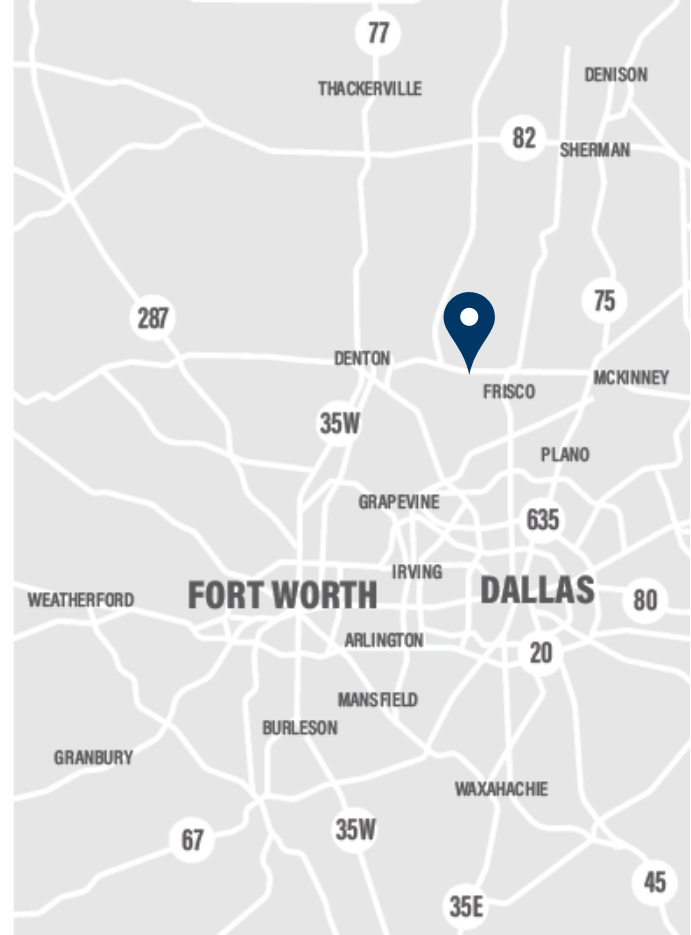 77
DENISON
THACKERVILLE
82
SHERMAN
75
287
DENTON
MCKINNEY
FRISCO
35W
PLANO
GRAPEVINE
635
IRVING
FORT WORTH
DALLAS
WEATHERFORD
80
ARLINGTON
20
MANSFIELD
BURLESON
GRANBURY
WAXAHACHIE
35W
67
45
35E